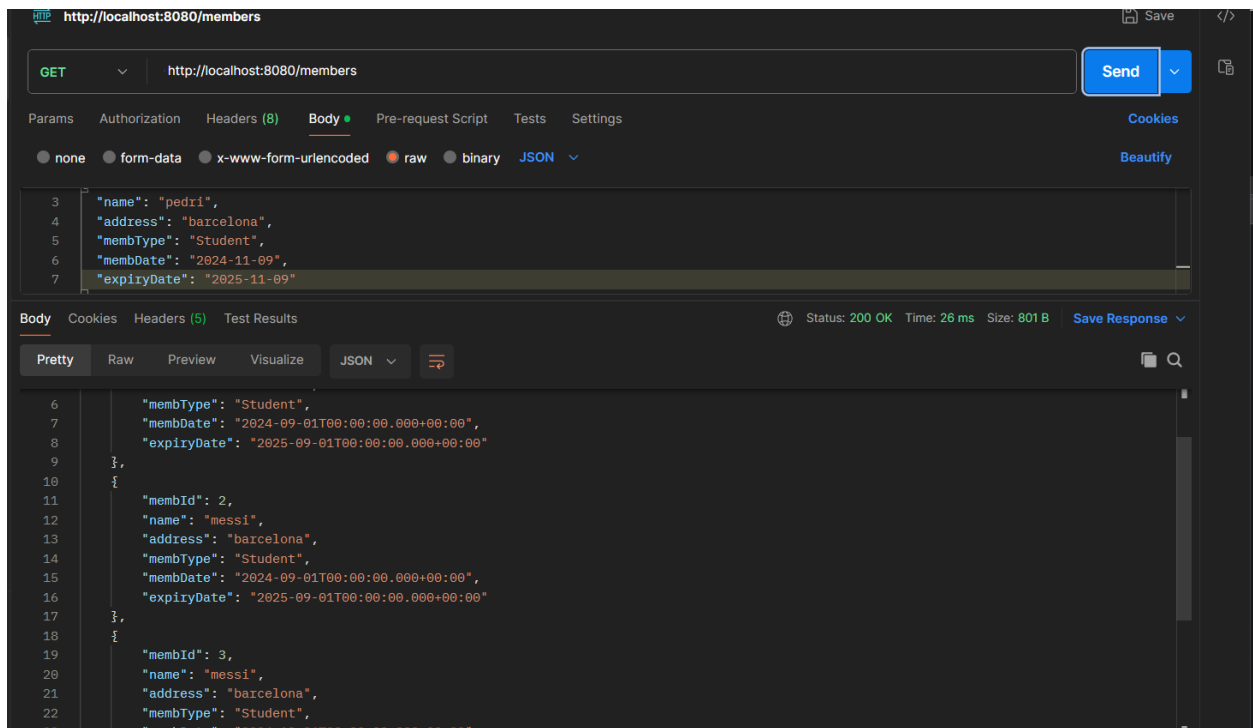 HTTP http://localhost:8080/members Save </>
GET http://localhost:8080/members Send
Params Authorization Headers (8) Body Pre-request Script Tests Settings Cookies
none form-data x-www-form-urlencoded raw binary JSON Beautify
3 "name": "pedri",
4 "address": "barcelona",
5 "membType": "Student",
6 "membDate": "2024-11-09",
7 "expiryDate": "2025-11-09"
Body Cookies Headers (5) Test Results Status: 200 OK Time: 26 ms Size: 801 B Save Response
Pretty Raw Preview Visualize JSON
6 "membType": "Student",
7 "membDate": "2024-09-01T00:00:00.000+00:00",
8 "expiryDate": "2025-09-01T00:00:00.000+00:00"
9 },
10 {
11 "membId": 2,
12 "name": "messi",
13 "address": "barcelona",
14 "membType": "Student",
15 "membDate": "2024-09-01T00:00:00.000+00:00",
16 "expiryDate": "2025-09-01T00:00:00.000+00:00"
17 },
18 {
19 "membId": 3,
20 "name": "messi",
21 "address": "barcelona",
22 "membType": "Student",